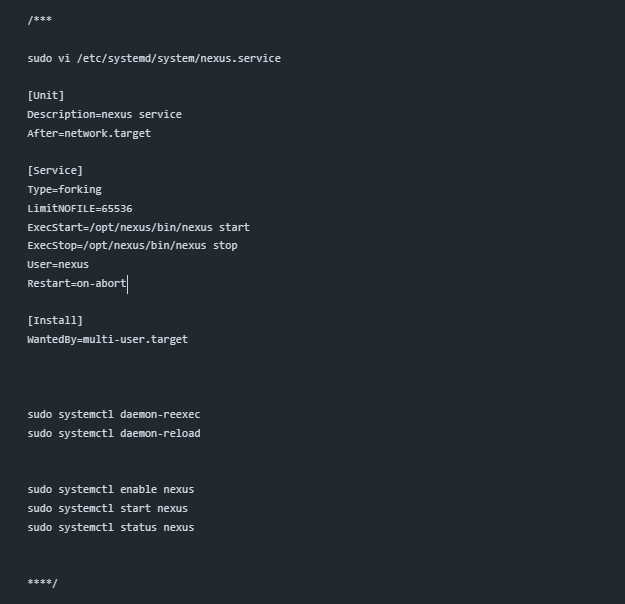 /***
sudo vi /etc/systemd/system/nexus.service
[Unit]
Description=nexus service
After=network.target
[Service]
Type=forking
LimitNOFILE=65536
ExecStart=/opt/nexus/bin/nexus start
ExecStop=/opt/nexus/bin/nexus stop
User=nexus
Restart=on-abort
[Install]
WantedBy=multi-user.target
sudo systemctl daemon-reexec
sudo systemctl daemon-reload
sudo systemctl enable nexus
sudo systemctl start nexus
sudo systemctl status nexus
****/